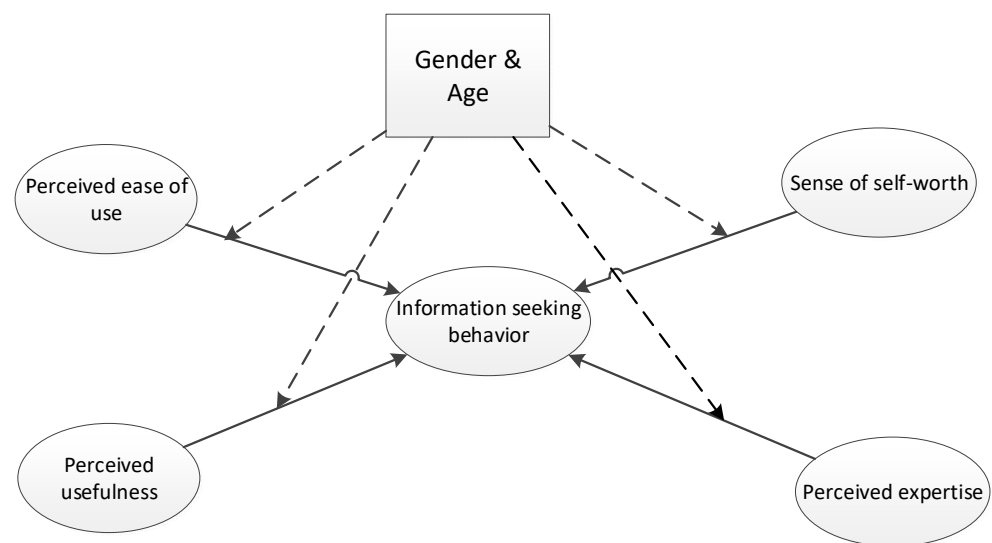 Gender &
Age
Perceived ease of
use
Sense of self-worth
Information seeking
behavior
Perceived
usefulness
Perceived expertise